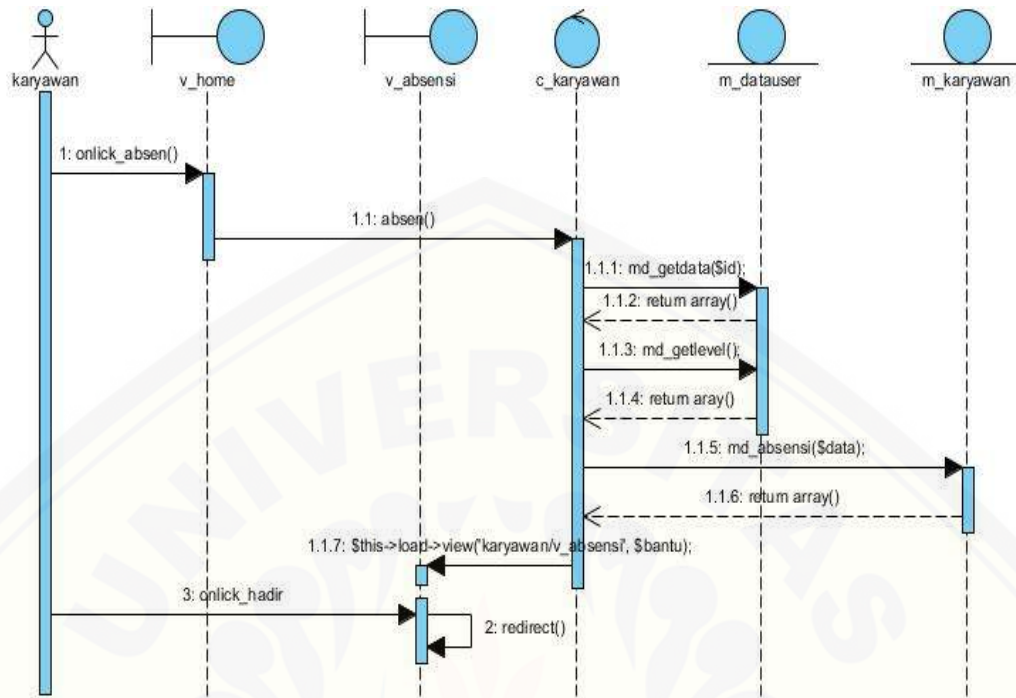 karyawan
v_home
v_absensi
c_karyawan
m_datauser
m_karyawan
1: onlick_absen()
1.1: absen()
1.1.1: md_getdata($id);
1.1.2: return array()
1.1.3: md_getlevel();
1.1.4: return aray()
1.1.5: md_absensi($data);
1.1.6: return array()
1.1.7: $this->load->view("karyawan/v_absensi", $bantu);
3: onlick_hadir
2: redirect()
UNIVERSITAS